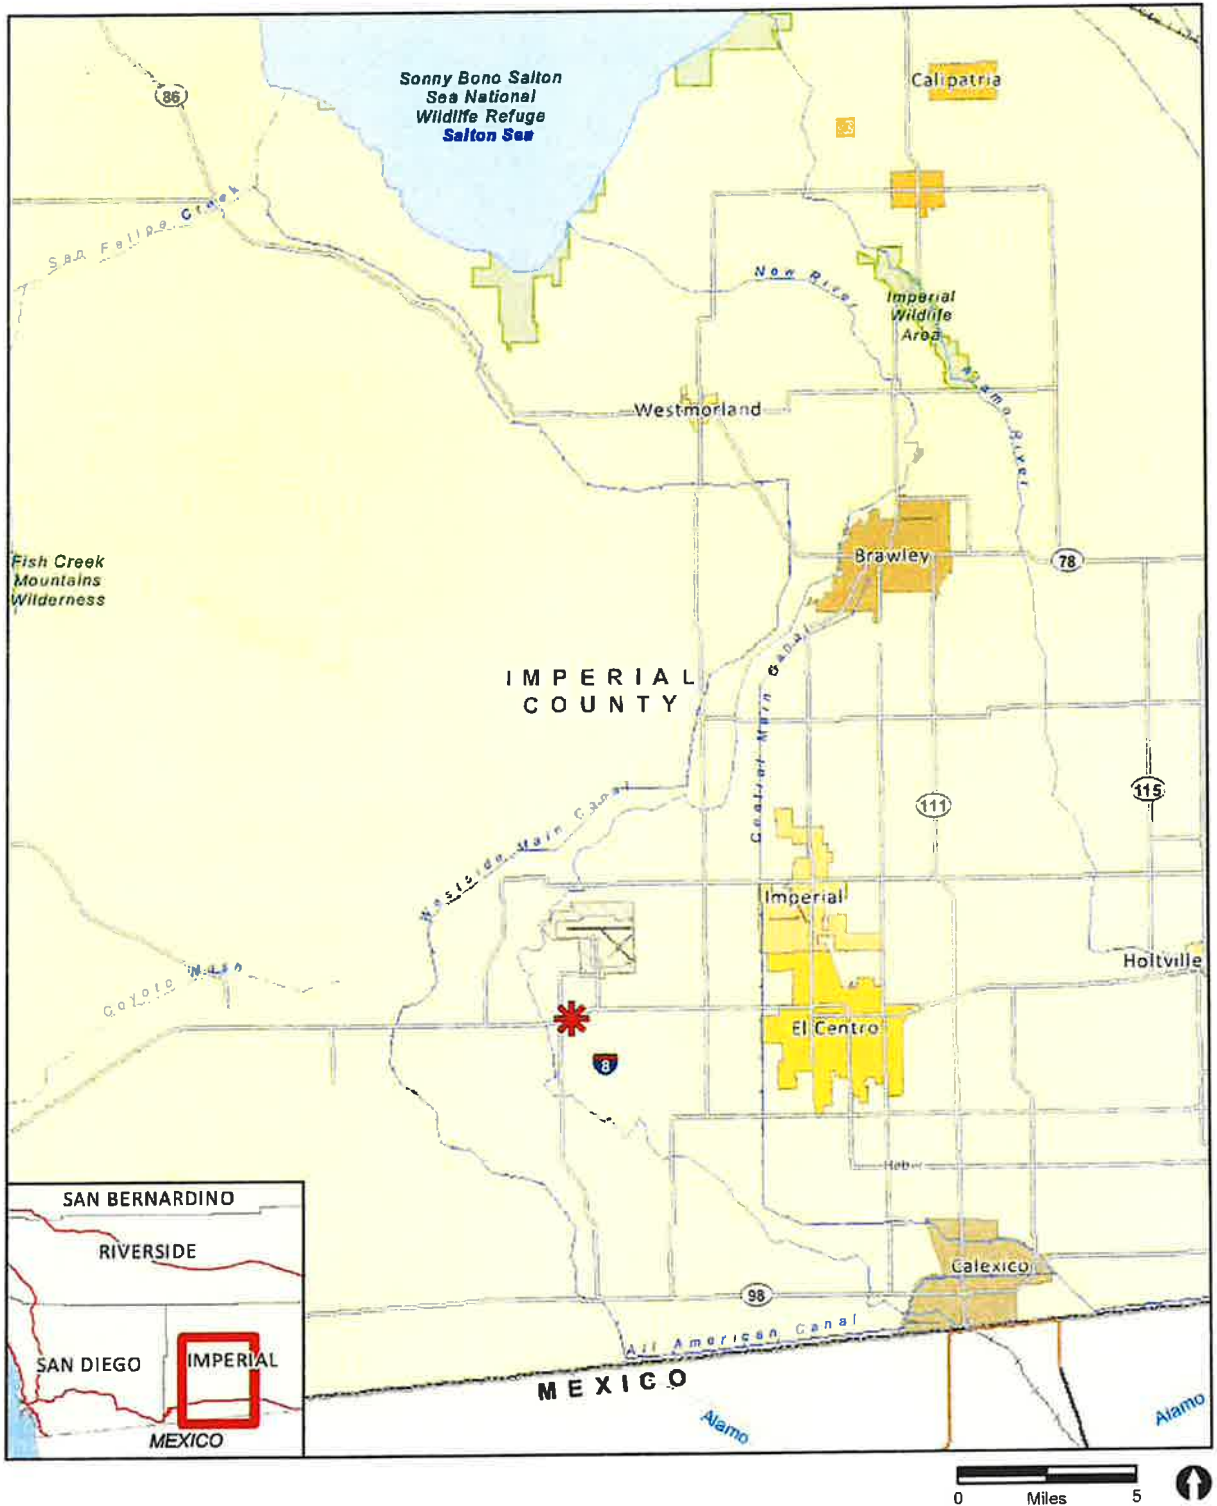 Sonny Bono Salton
Sea National
Wildlife Refuge
Salton Sea
Calipatria
86
San Felipe Creek
New River
Imperial
Wildlife
Area
Alamo River
Westmorland
Brawley
78
Fish Creek
Mountains
Wilderness
IMPERIAL
COUNTY
Central Main Canal
Westside Main Canal
111
115
Imperial
Holtville
Coyote Wash
El Centro
8
Heber
Calexico
98
All American Canal
MEXICO
Alamo
Alamo
SAN BERNARDINO
RIVERSIDE
SAN DIEGO
IMPERIAL
MEXICO
0 Miles 5